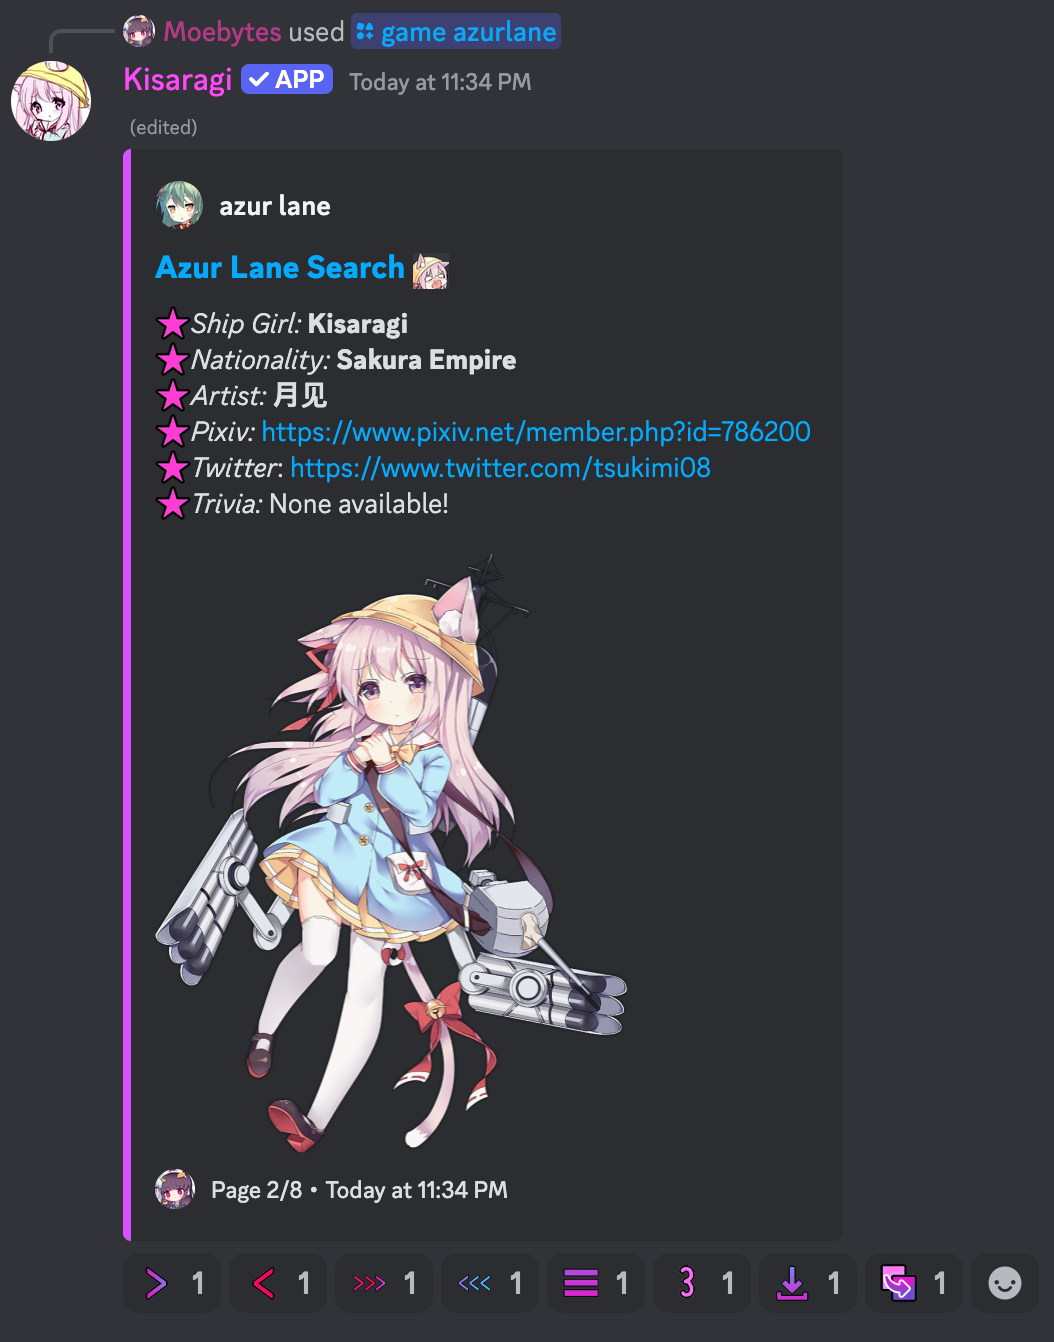 Moebytes used game azurlane
Kisaragi APP Today at 11:34 PM
(edited)
azur lane
Azur Lane Search
Ship Girl: Kisaragi
Nationality: Sakura Empire
Artist: 月见
Pixiv: https://www.pixiv.net/member.php?id=786200
Twitter: https://www.twitter.com/tsukimi08
Trivia: None available!
Page 2/8 • Today at 11:34 PM
1 1 1 1 1 3 1 1 1